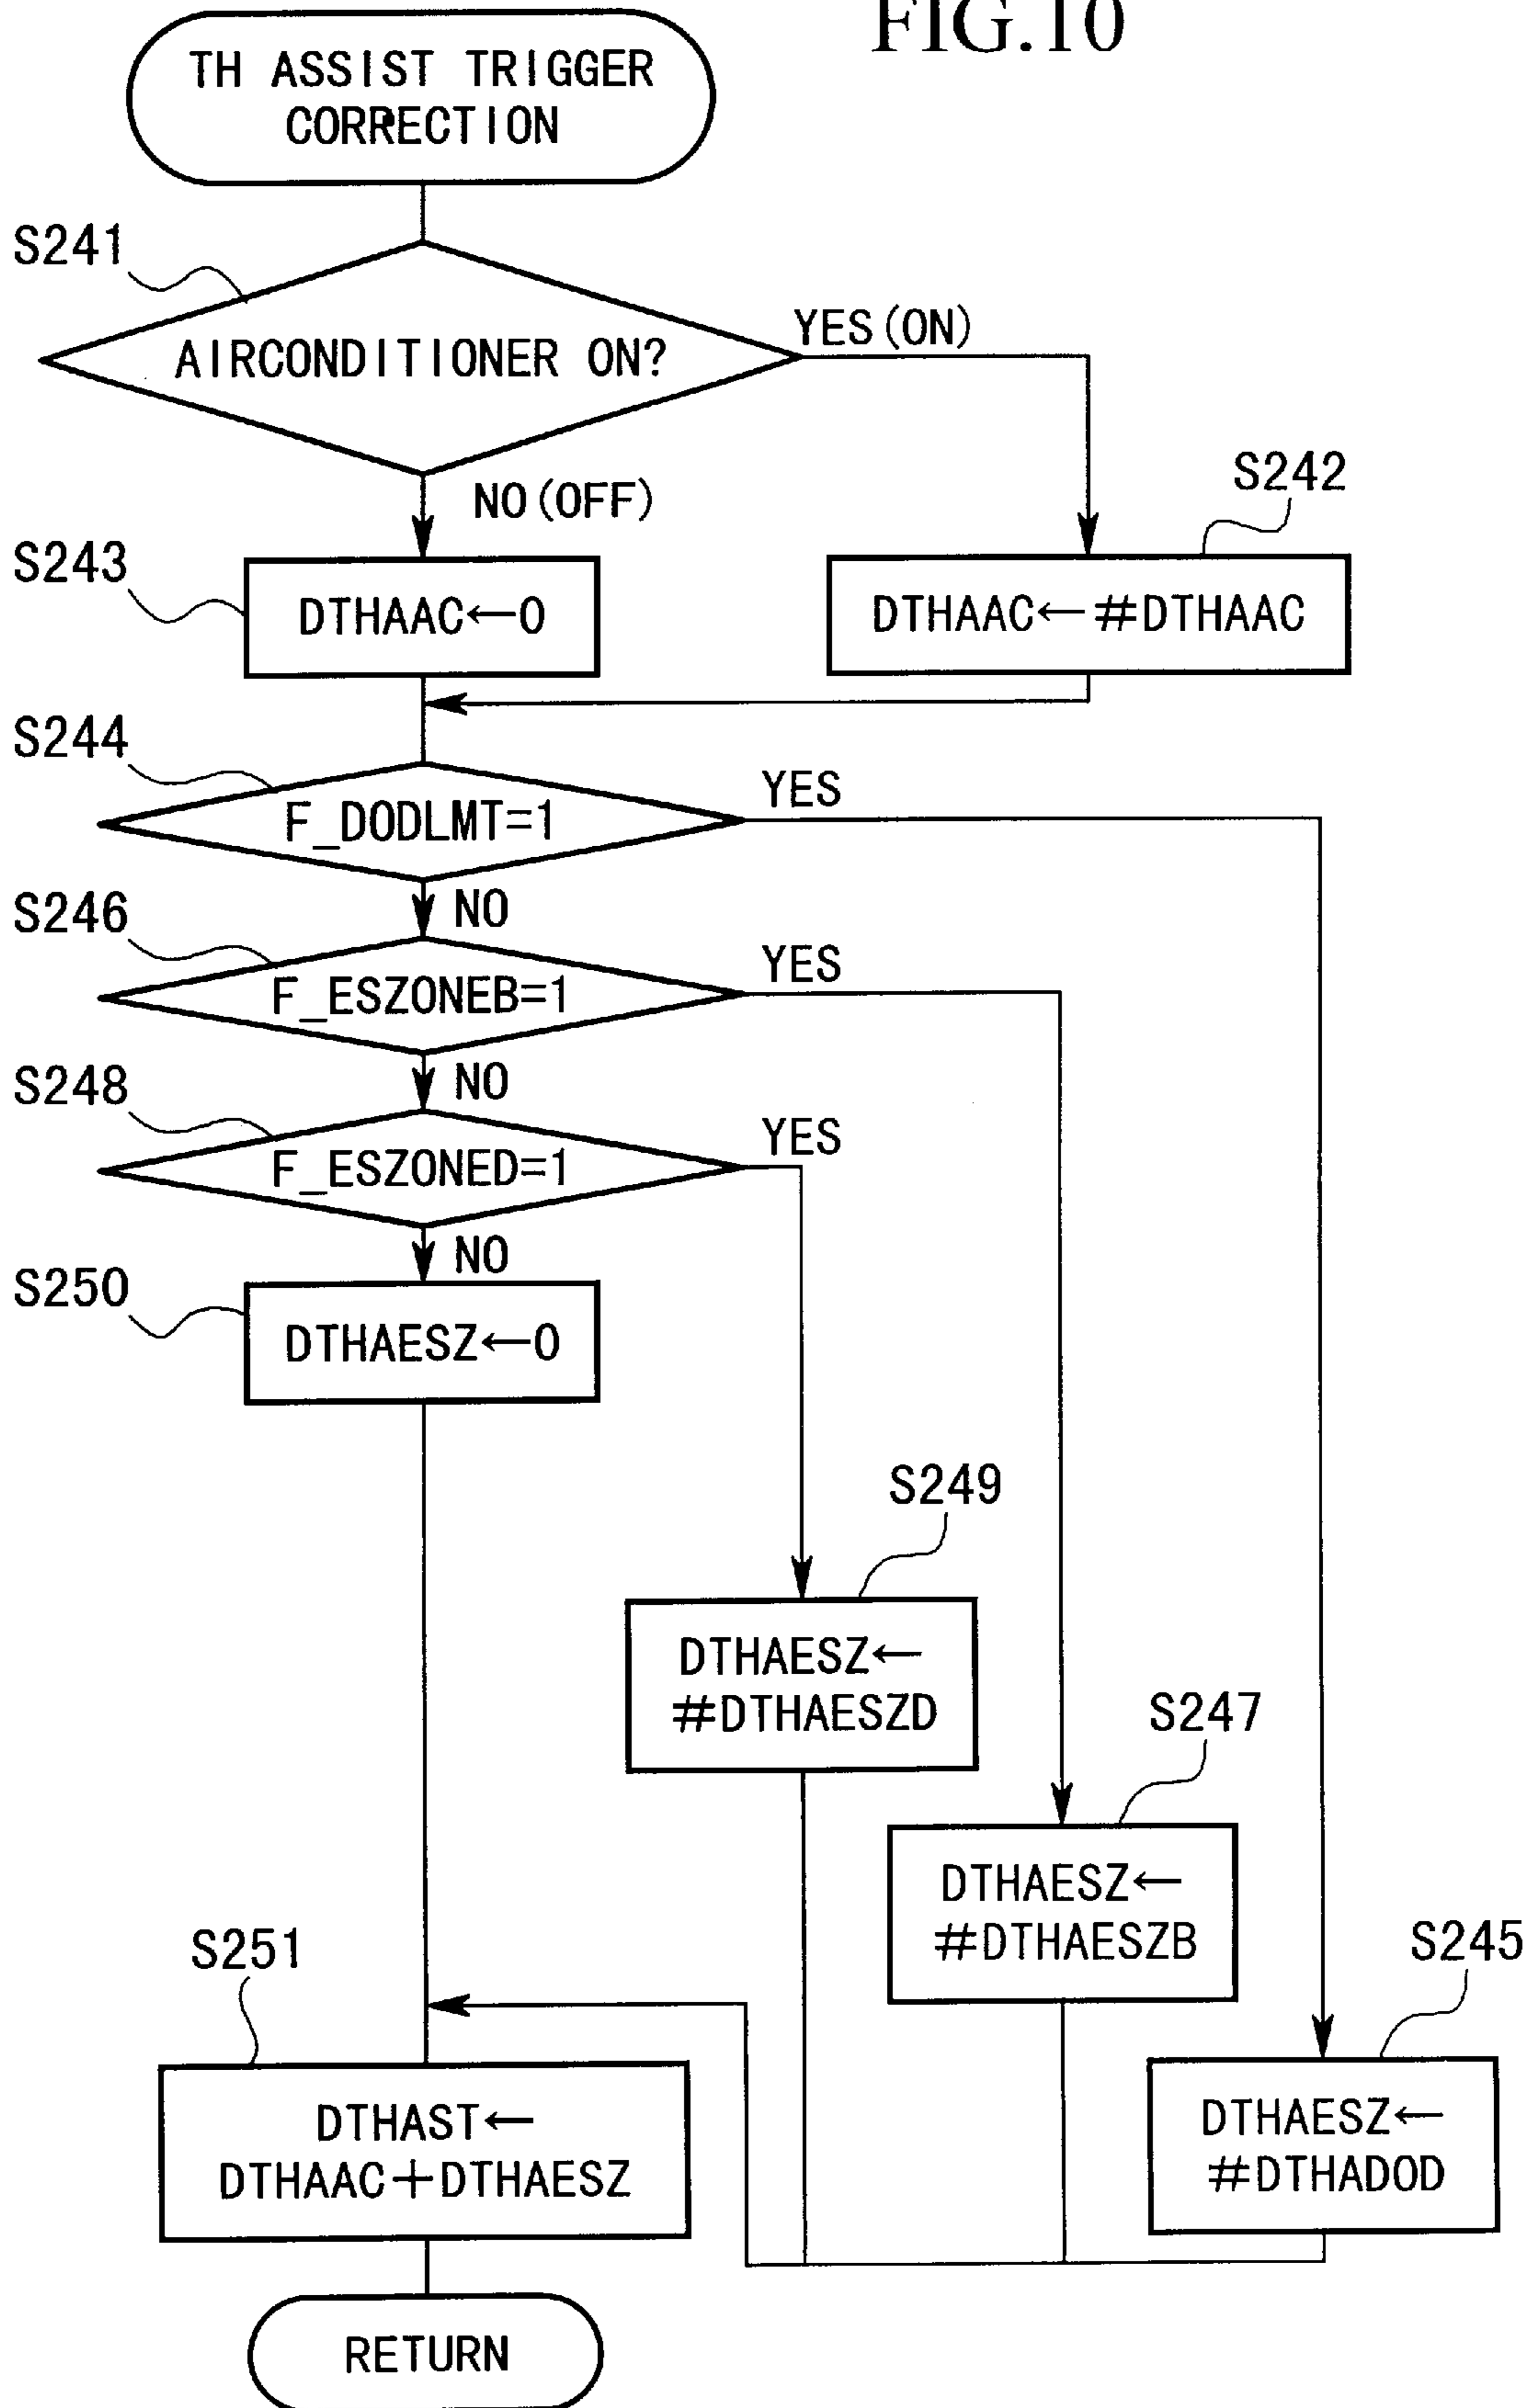 FIG.10
TH ASSIST TRIGGER
CORRECTION
S241
AIRCONDITIONER ON?
YES(ON)
NO(OFF)
S242
S243
DTHAAC←0
DTHAAC←#DTHAAC
S244
F_DODLMT=1
YES
NO
S246
F_ESZONEB=1
YES
NO
S248
F_ESZONED=1
YES
NO
S250
DTHAESZ←0
S249
DTHAESZ←
#DTHAESZD
S247
DTHAESZ←
#DTHAESZB
S245
DTHAESZ←
#DTHADOD
S251
DTHAST←
DTHAAC+DTHAESZ
RETURN